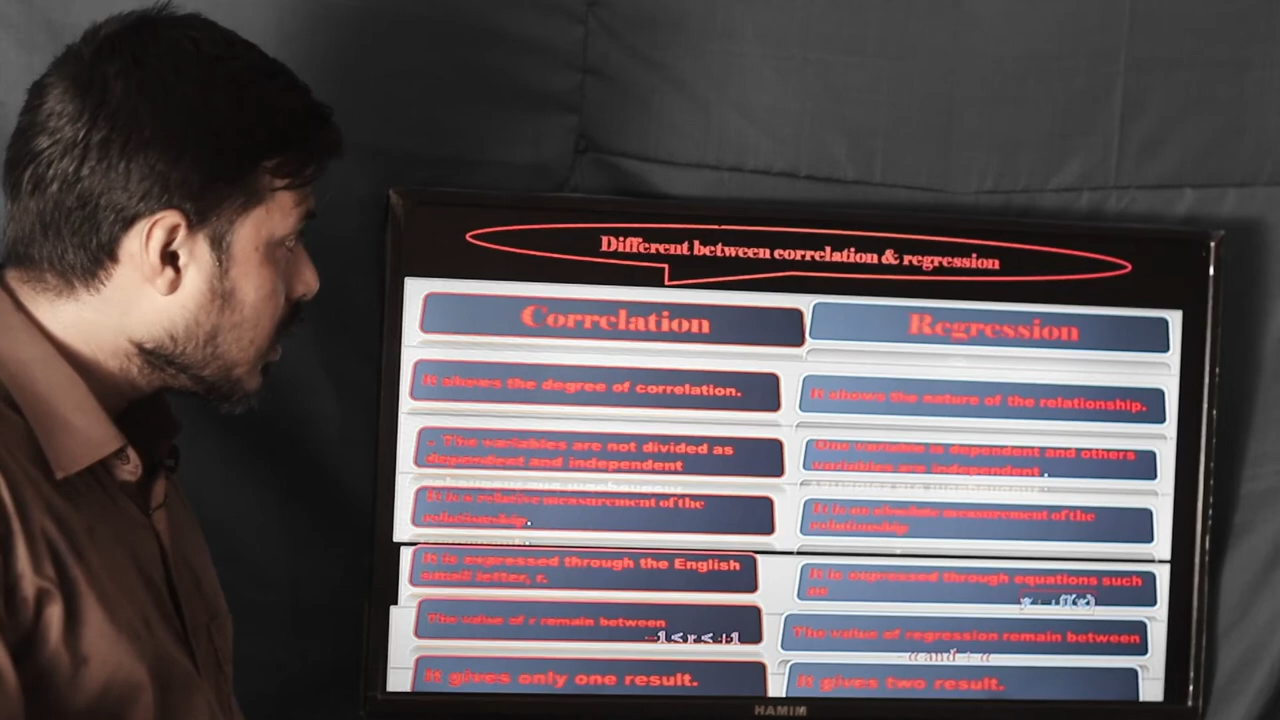 Different between correlation & regression
Correlation
Regression
It shows the degree of correlation.
It shows the nature of the relationship.
- The variables are not divided as
dependent and independent
One variable is dependent and others
variables are independent .
It is a relative measurement of the
relationship.
It is an absolute measurement of the
relationship
It is expressed through the English
small letter, r.
It is expressed through equations such
as
y = f(x)
The value of r remain between
-1 < r < +1
The value of regression remain between
- α and + α
It gives only one result.
It gives two result.
HAMIM